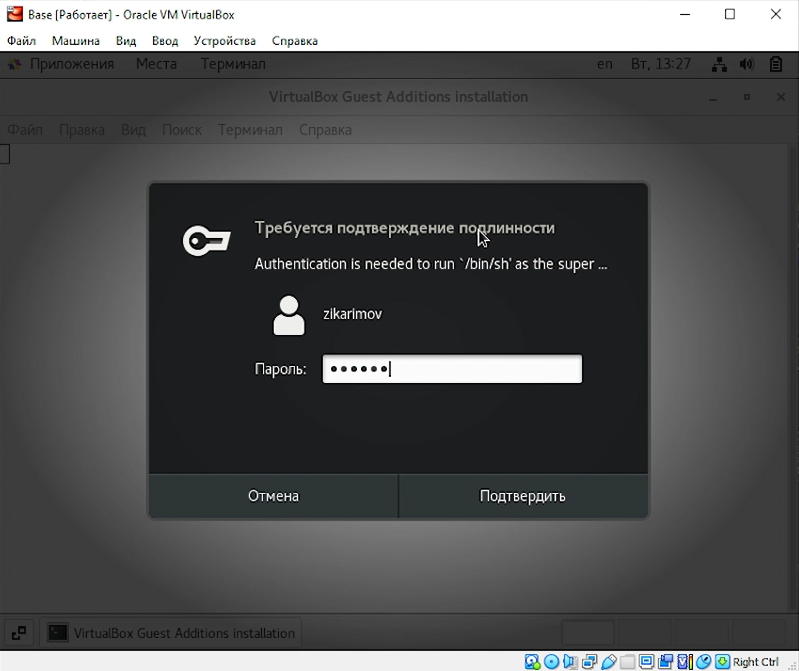 Base [Работает] - Oracle VM VirtualBox
Файл Машина Вид Ввод Устройства Справка
Приложения Места Терминал en Вт, 13:27
VirtualBox Guest Additions installation
Файл Правка Вид Поиск Терминал Справка
Требуется подтверждение подлинности
Authentication is needed to run `/bin/sh' as the super ...
zikarimov
Пароль: ••••••
Отмена Подтвердить
VirtualBox Guest Additions installation
Right Ctrl